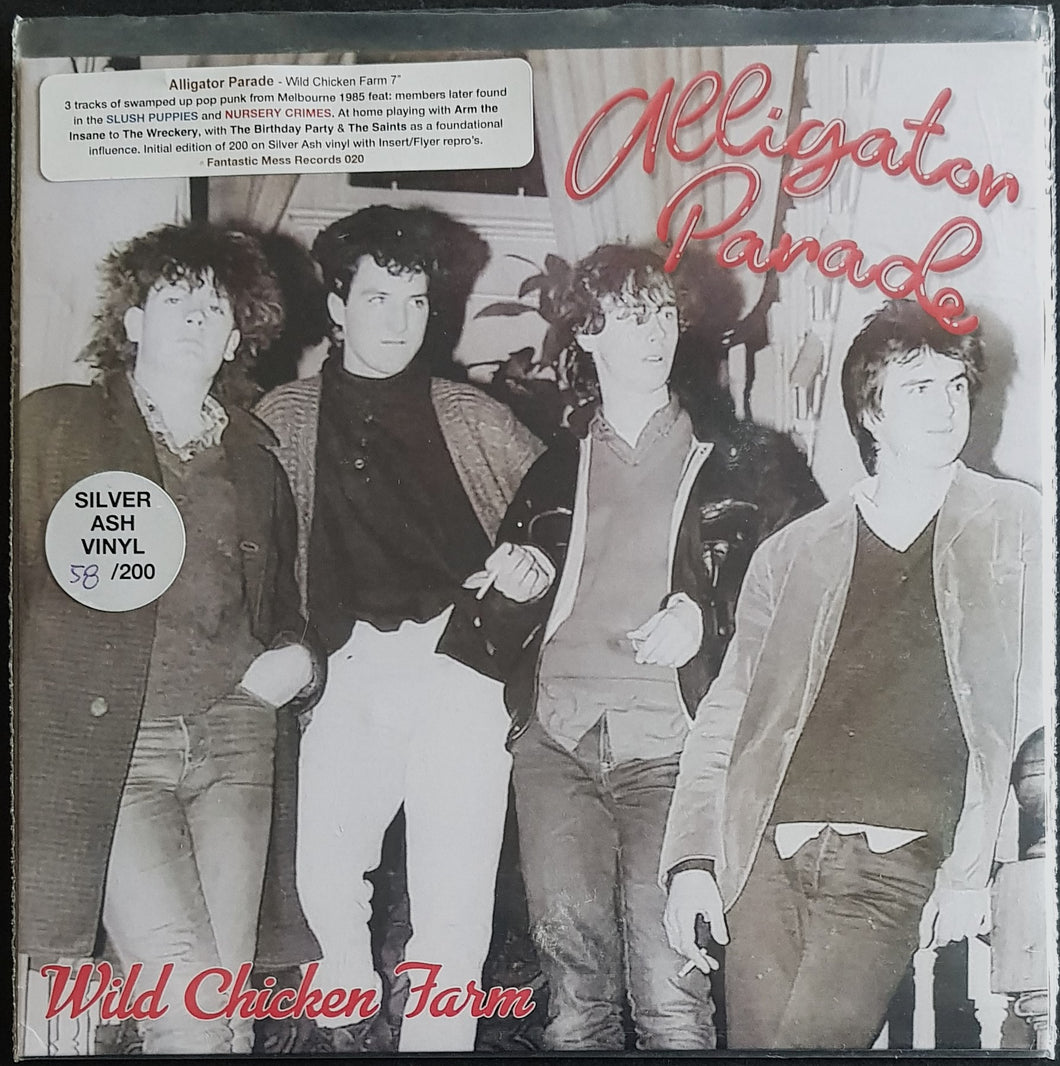 Alligator Parade - Wild Chicken Farm 7"
3 tracks of swamped up pop punk from Melbourne 1985 feat: members later found
in the SLUSH PUPPIES and NURSERY CRIMES. At home playing with Arm the
Insane to The Wreckery, with The Birthday Party & The Saints as a foundational
influence. Initial edition of 200 on Silver Ash vinyl with Insert/Flyer repro's.
- Fantastic Mess Records 020
Alligator
Parade
SILVER
ASH
VINYL
58 /200
Wild Chicken Farm